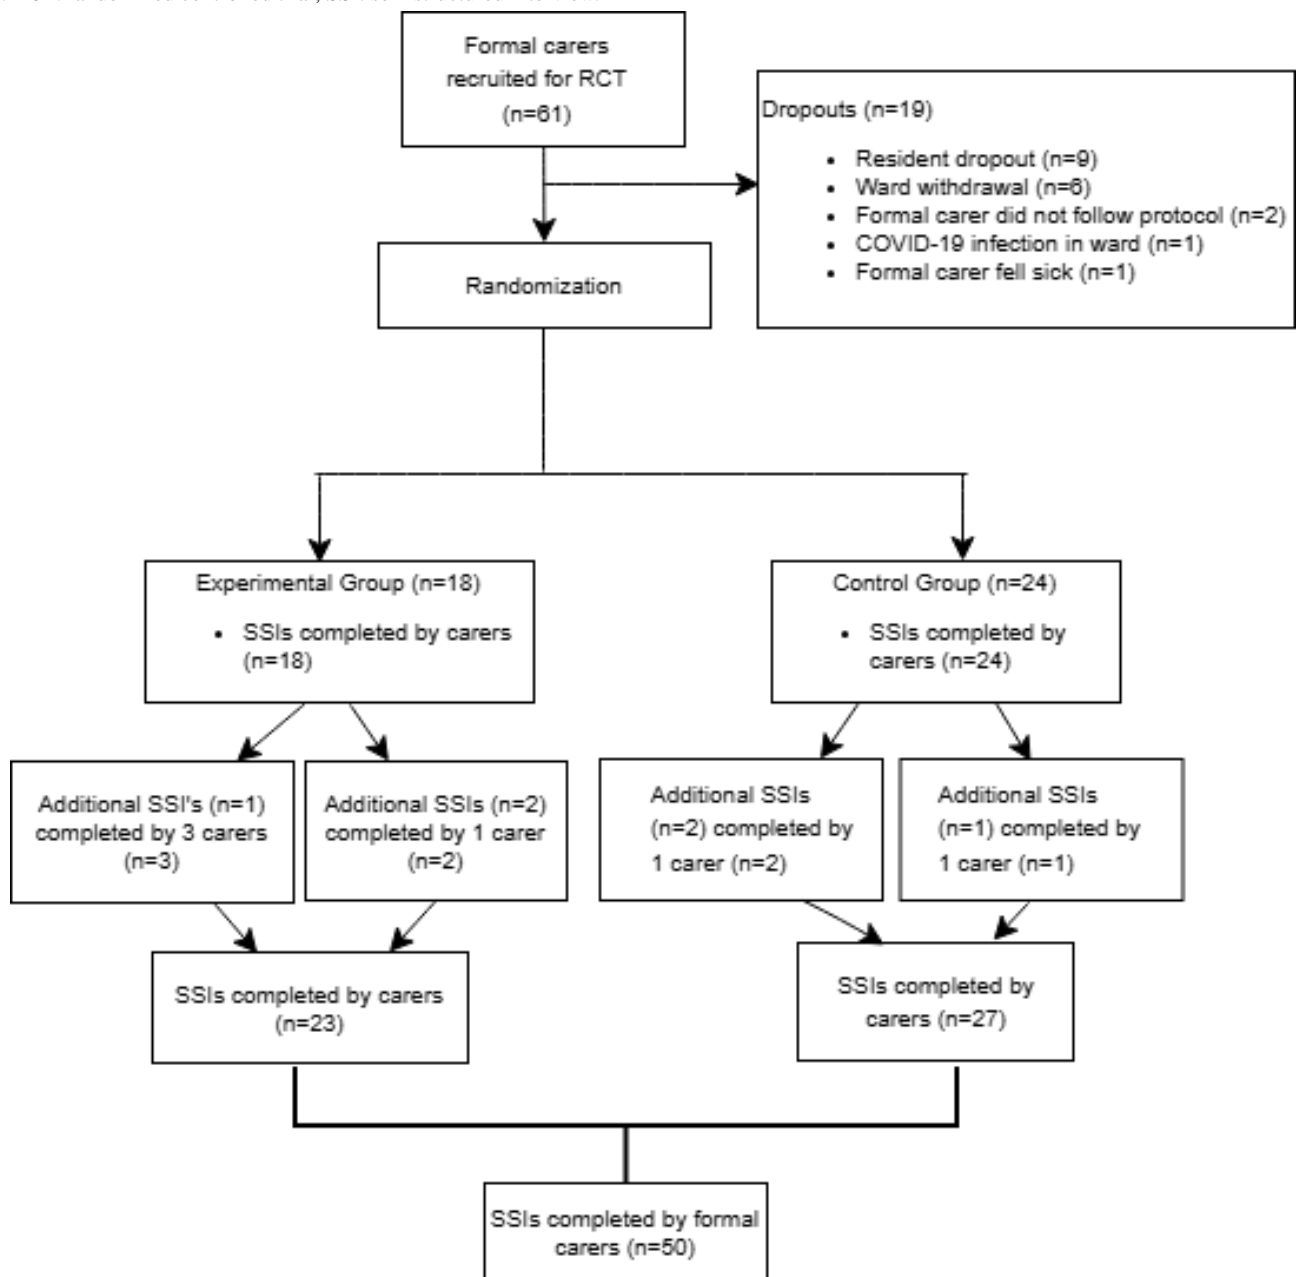 Formal carers
recruited for RCT
(n=61)
Dropouts (n=19)
• Resident dropout (n=9)
• Ward withdrawal (n=6)
• Formal carer did not follow protocol (n=2)
• COVID-19 infection in ward (n=1)
• Formal carer fell sick (n=1)
Randomization
Experimental Group (n=18)
• SSIs completed by carers
(n=18)
Control Group (n=24)
• SSIs completed by
carers (n=24)
Additional SSI's (n=1)
completed by 3 carers
(n=3)
Additional SSIs (n=2)
completed by 1 carer
(n=2)
Additional SSIs
(n=2) completed by
1 carer (n=2)
Additional SSIs
(n=1) completed by
1 carer (n=1)
SSIs completed by carers
(n=23)
SSIs completed by
carers (n=27)
SSIs completed by formal
carers (n=50)